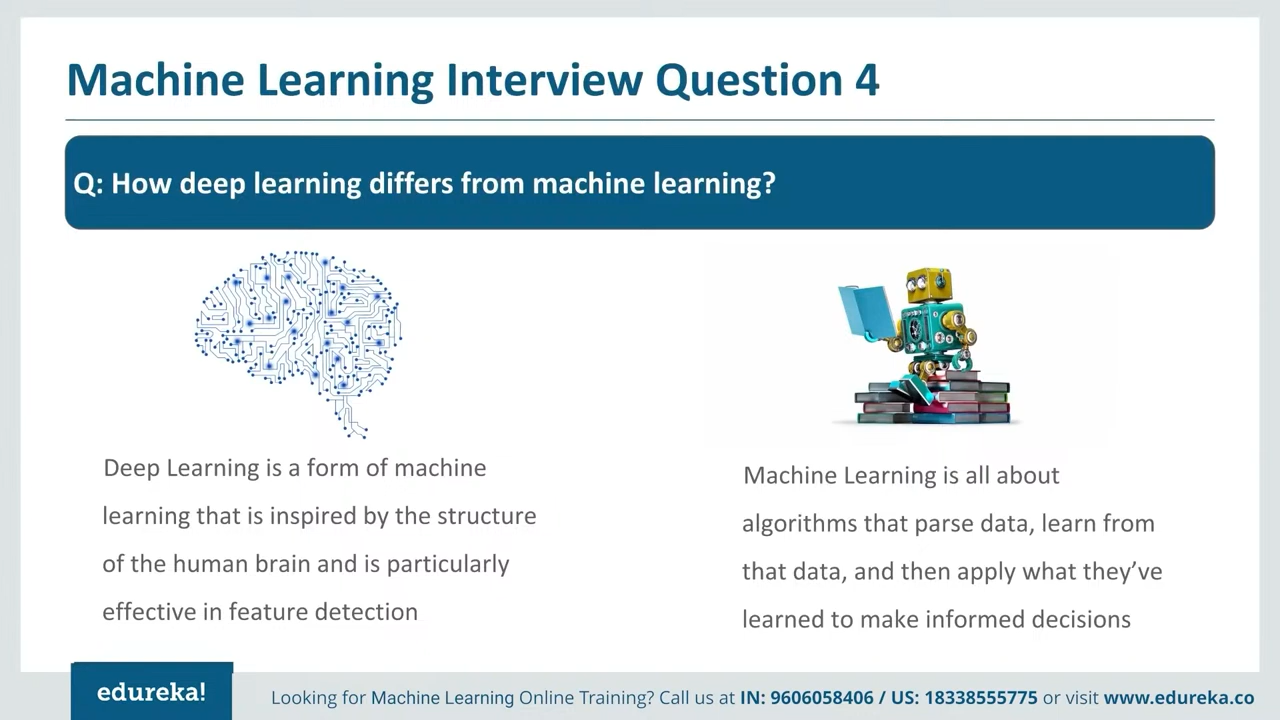 Machine Learning Interview Question 4
Q: How deep learning differs from machine learning?
Deep Learning is a form of machine
learning that is inspired by the structure
of the human brain and is particularly
effective in feature detection
Machine Learning is all about
algorithms that parse data, learn from
that data, and then apply what they’ve
learned to make informed decisions
edureka!
Looking for Machine Learning Online Training? Call us at IN: 9606058406 / US: 18338555775 or visit www.edureka.co